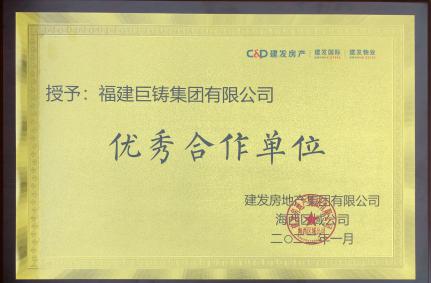 C&D 建发房产 | 建发国际 | 建发物业
授予：福建巨铸集团有限公司
优秀合作单位
建发房地产集团有限公司
海西区域公司
二〇 年一月